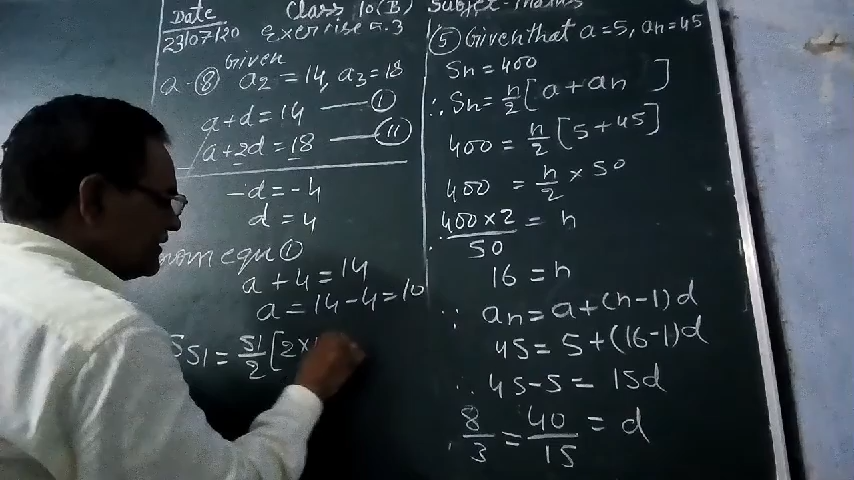 Date Class 10(B) Subject-maths
23/07/20 exercise 5.3
Given
a.⑧ a₂ = 14, a₃ = 18
a + d = 14 —— Ⓘ
a + 2d = 18 —— ⑪
-d = -4
d = 4
from equ ①
a + 4 = 14
a = 14 - 4 = 10
S51 = 51/2 [2×
⑤ Given that a = 5, an = 45
Sn = 400
∴ Sn = n/2 [a + an]
400 = n/2 [5 + 45]
400 = n/2 × 50
∴ 400×2/50 = n
16 = n
∵ an = a + (n-1)d
45 = 5 + (16-1)d
∴ 45-5 = 15d
∴ 8/3 = 40/15 = d